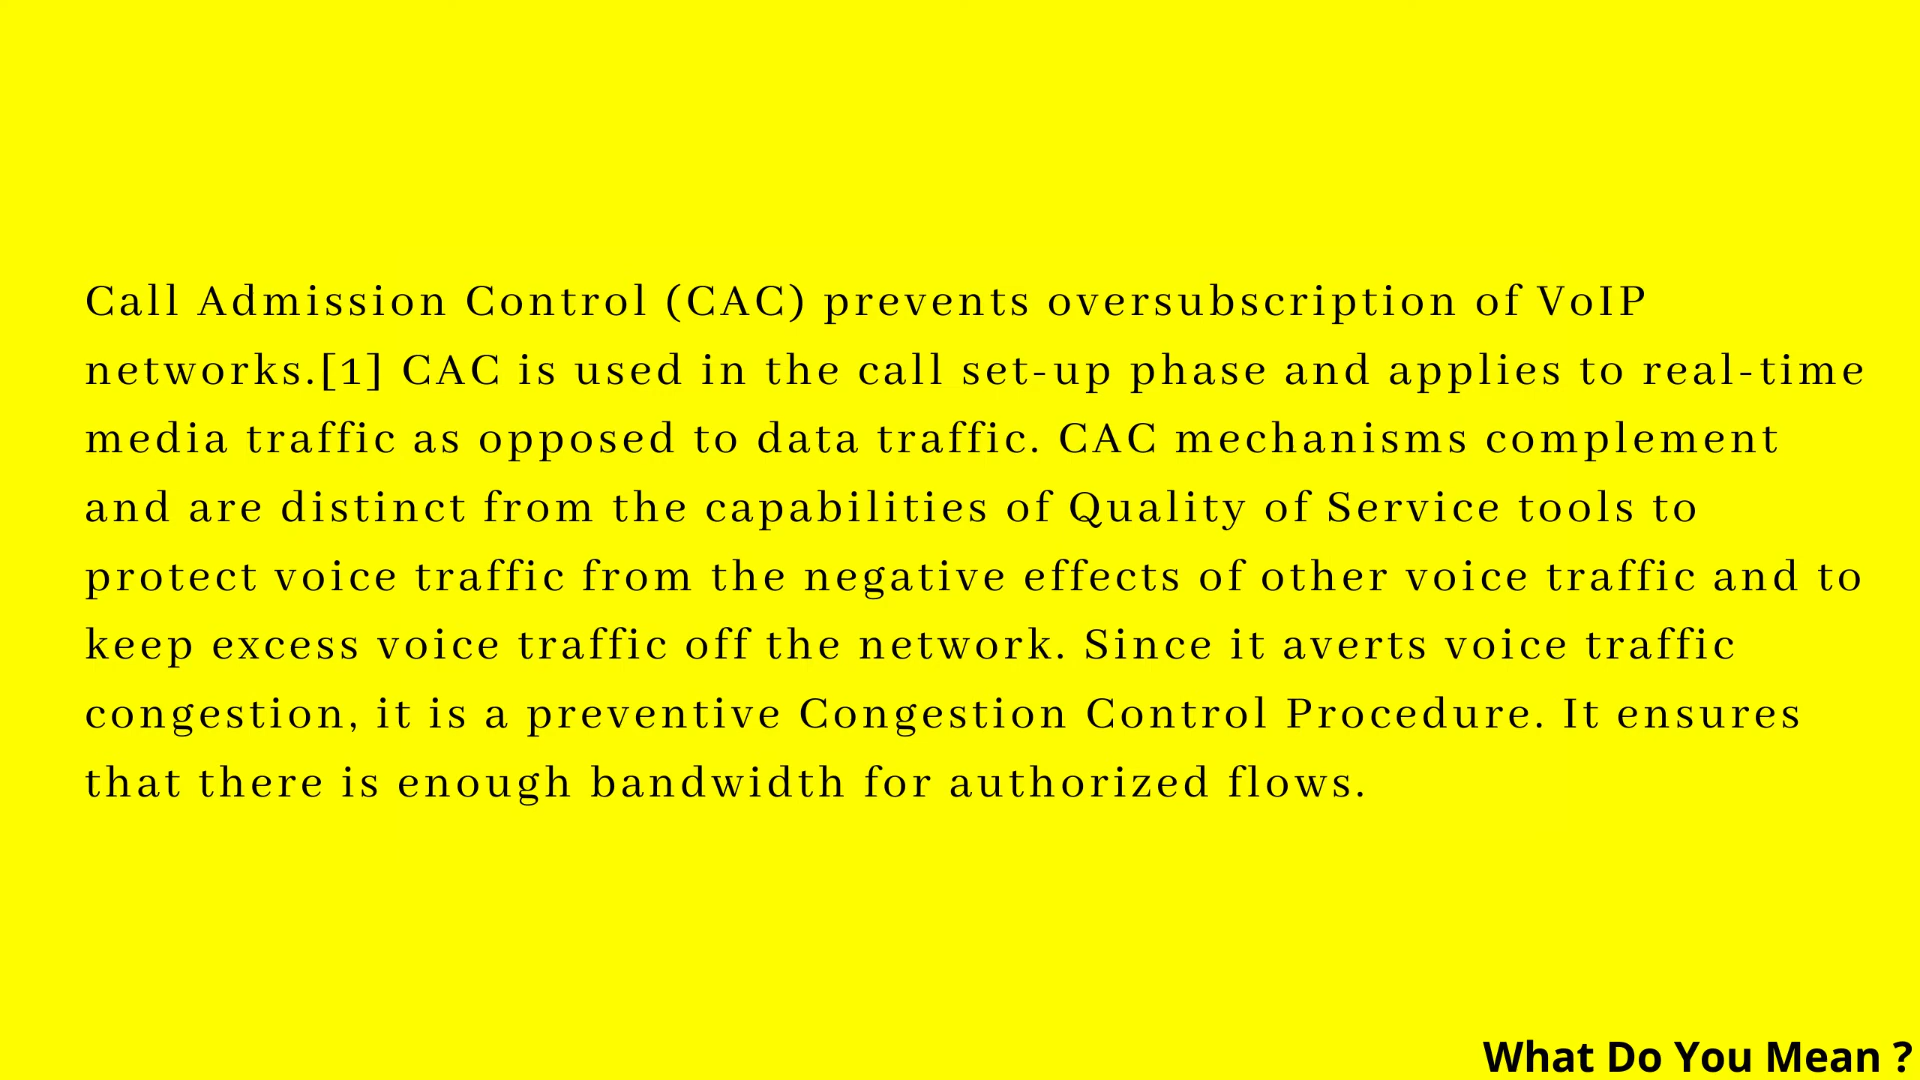 Call Admission Control (CAC) prevents oversubscription of VoIP
networks.[1] CAC is used in the call set-up phase and applies to real-time
media traffic as opposed to data traffic. CAC mechanisms complement
and are distinct from the capabilities of Quality of Service tools to
protect voice traffic from the negative effects of other voice traffic and to
keep excess voice traffic off the network. Since it averts voice traffic
congestion, it is a preventive Congestion Control Procedure. It ensures
that there is enough bandwidth for authorized flows.
What Do You Mean ?